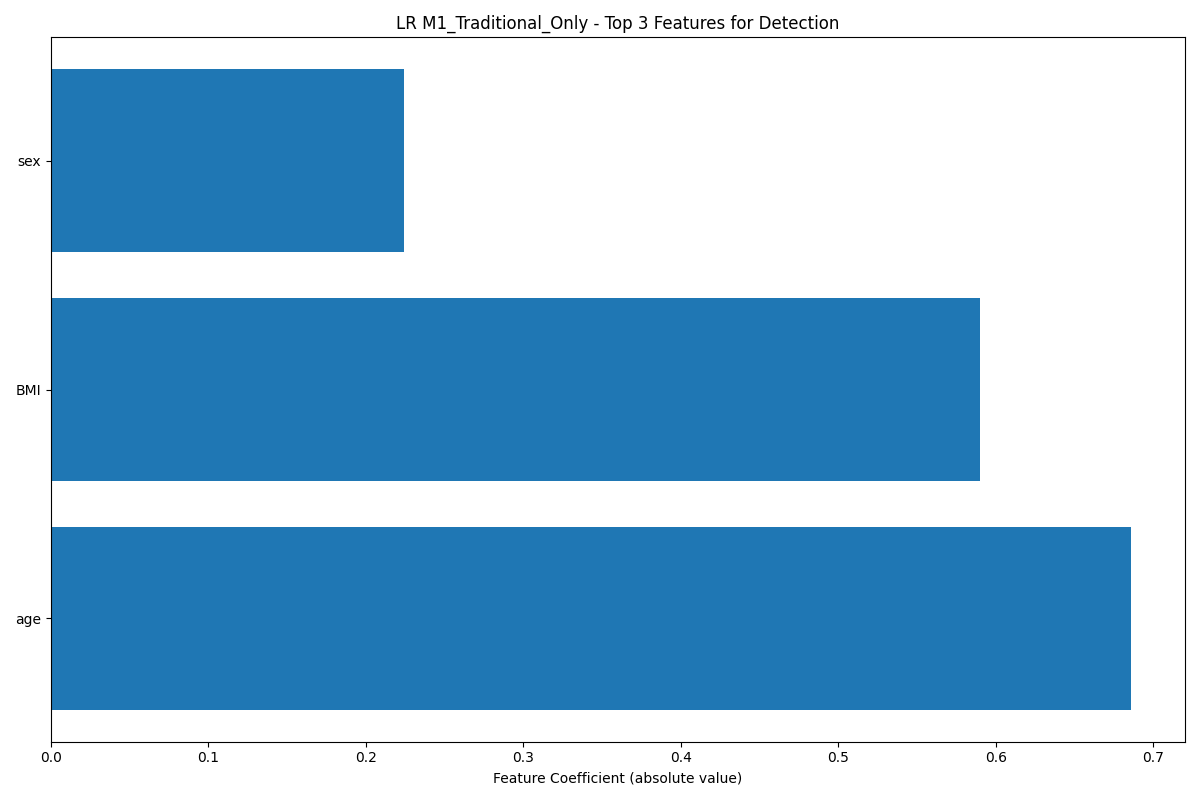 LR M1_Traditional_Only - Top 3 Features for Detection
sex
BMI
age
0.0 0.1 0.2 0.3 0.4 0.5 0.6 0.7
Feature Coefficient (absolute value)